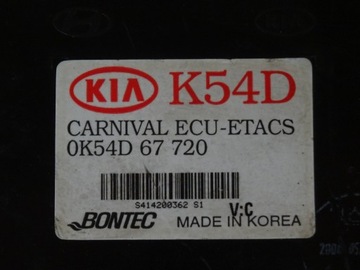 KIA K54D
CARNIVAL ECU-ETACS
0K54D 67 720
S414200362 S1
BONTEC
V:C
MADE IN KOREA